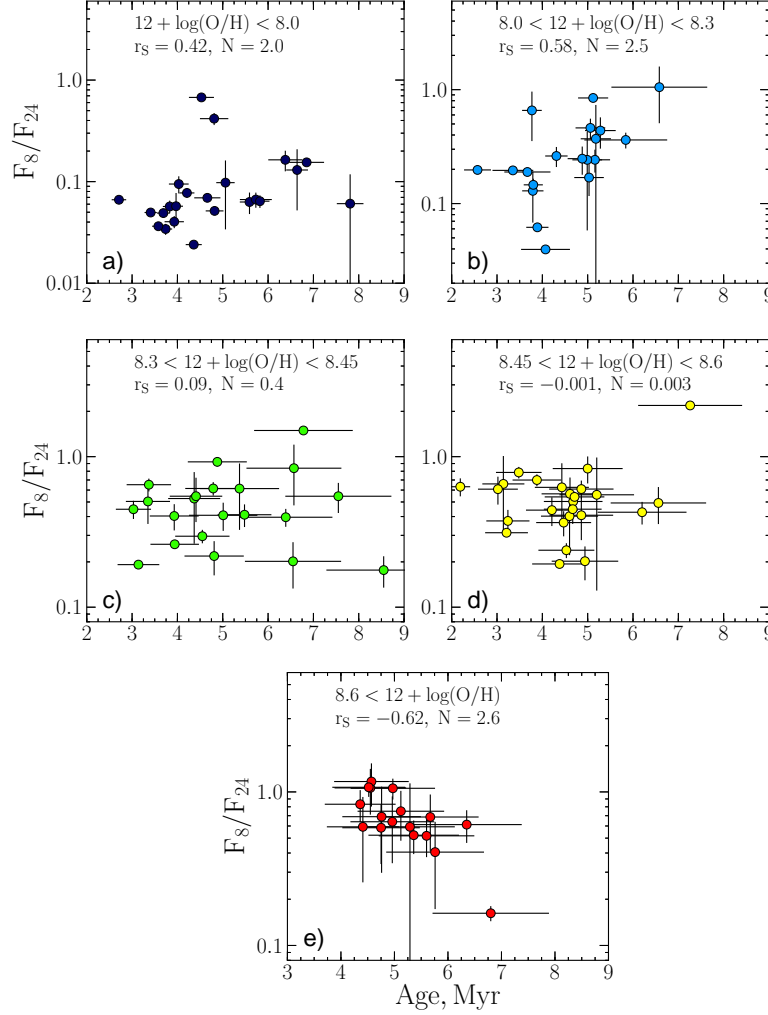 12 + log(O/H) < 8.0
r_S = 0.42, N = 2.0
F_8/F_24
1.0
0.1
0.01
a)
2 3 4 5 6 7 8 9
8.0 < 12 + log(O/H) < 8.3
r_S = 0.58, N = 2.5
1.0
0.1
b)
2 3 4 5 6 7 8 9
8.3 < 12 + log(O/H) < 8.45
r_S = 0.09, N = 0.4
F_8/F_24
1.0
0.1
c)
2 3 4 5 6 7 8 9
8.45 < 12 + log(O/H) < 8.6
r_S = −0.001, N = 0.003
1.0
0.1
d)
2 3 4 5 6 7 8 9
8.6 < 12 + log(O/H)
r_S = −0.62, N = 2.6
F_8/F_24
1.0
0.1
e)
3 4 5 6 7 8 9
Age, Myr